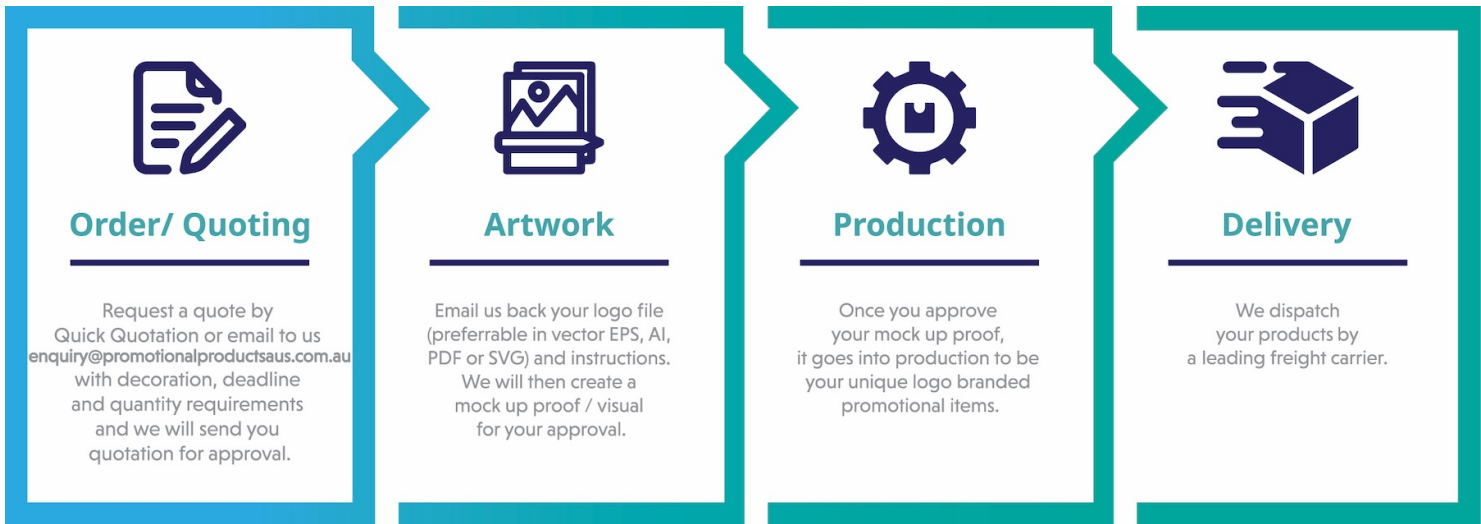 Order/ Quoting
Request a quote by
Quick Quotation or email to us
enquiry@promotionalproductsaus.com.au
with decoration, deadline
and quantity requirements
and we will send you
quotation for approval.
Artwork
Email us back your logo file
(preferrable in vector EPS, AI,
PDF or SVG) and instructions.
We will then create a
mock up proof / visual
for your approval.
Production
Once you approve
your mock up proof,
it goes into production to be
your unique logo branded
promotional items.
Delivery
We dispatch
your products by
a leading freight carrier.